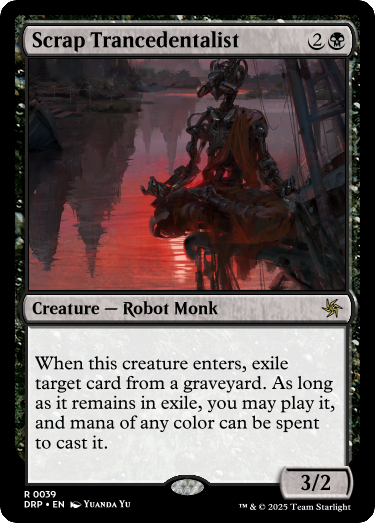 Scrap Trancedentalist 2
Creature — Robot Monk
When this creature enters, exile
target card from a graveyard. As long
as it remains in exile, you may play it,
and mana of any color can be spent
to cast it.
3/2
R 0039
DRP • EN Yuanda Yu
™ & © 2025 Team Starlight